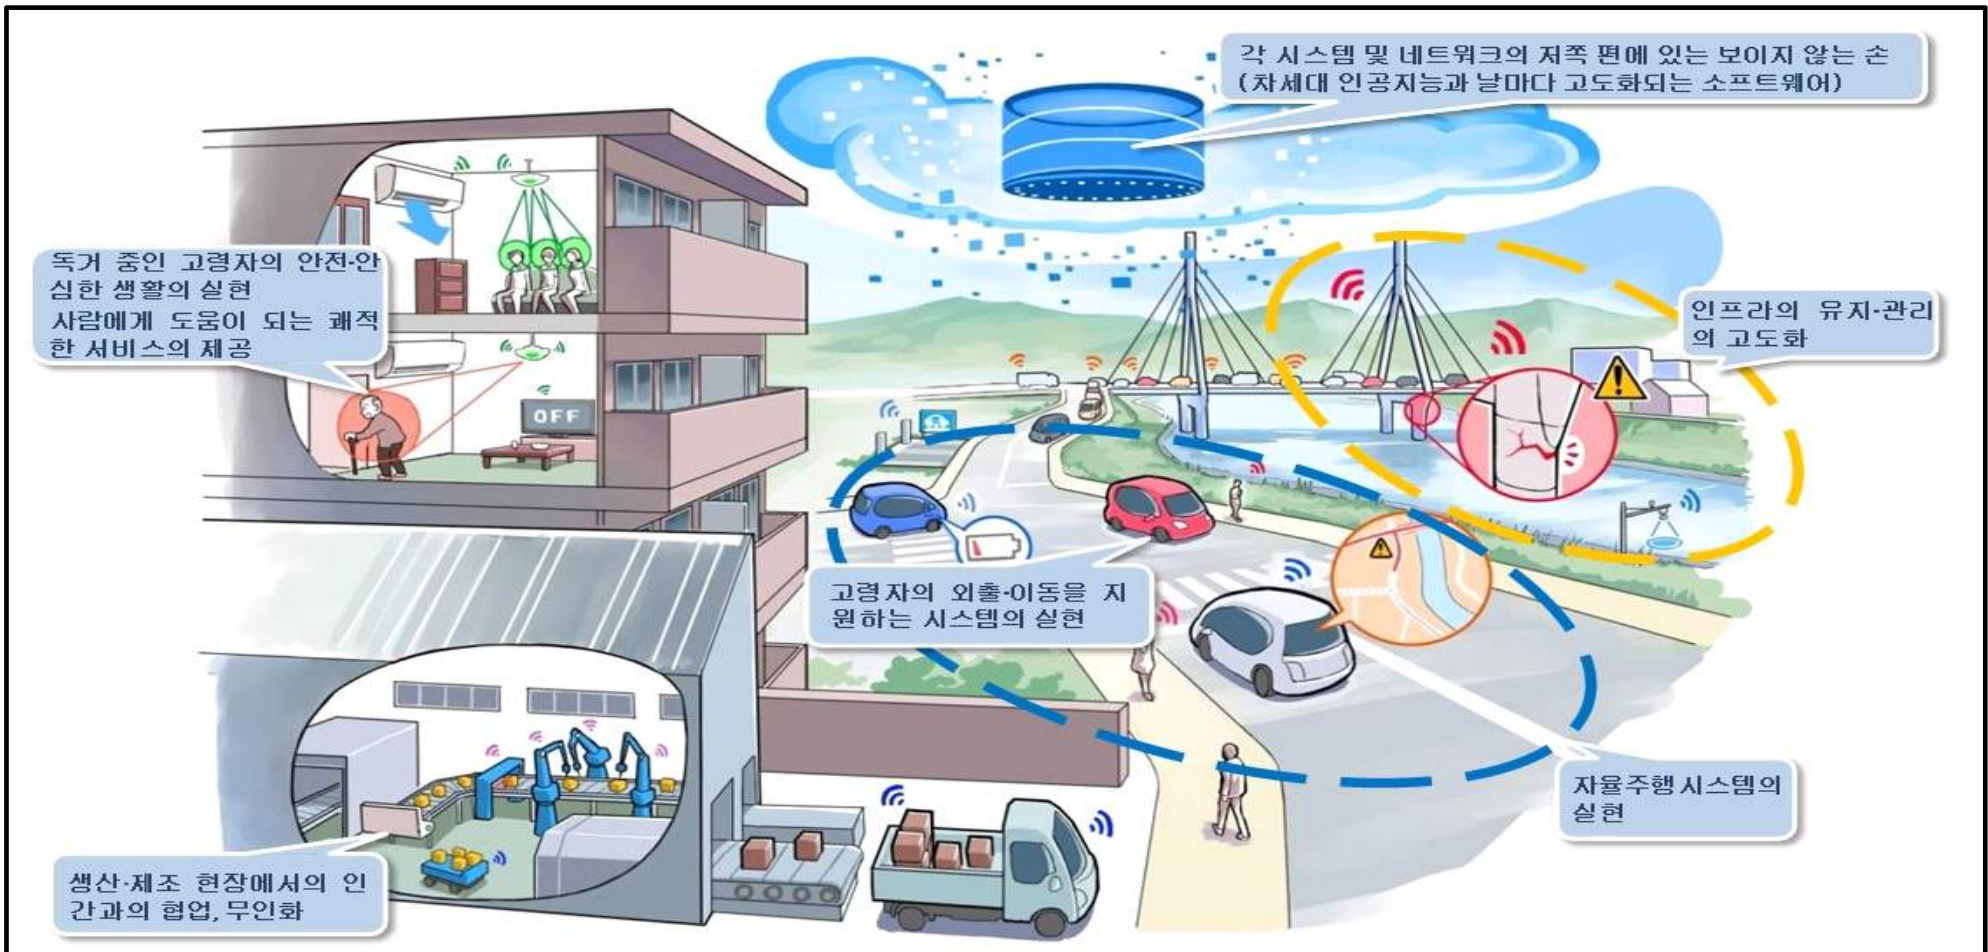 각 시스템 및 네트워크의 저쪽 편에 있는 보이지 않는 손
(차세대 인공지능과 날마다 고도화되는 소프트웨어)
독거 중인 고령자의 안전·안
심한 생활의 실현
사람에게 도움이 되는 쾌적
한 서비스의 제공
OFF
인프라의 유지·관리
의 고도화
고령자의 외출·이동을 지
원하는 시스템의 실현
자율주행 시스템의
실현
생산·제조 현장에서의 인
간과의 협업, 무인화